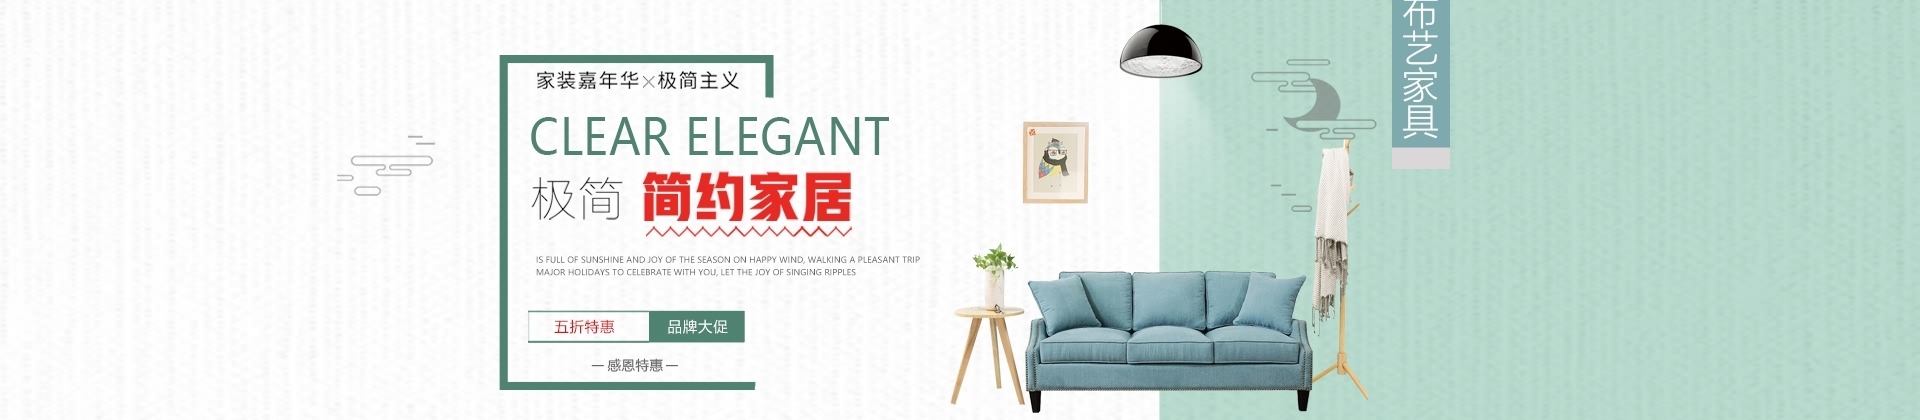 家装嘉年华×极简主义
CLEAR ELEGANT
极简 简约家居
IS FULL OF SUNSHINE AND JOY OF THE SEASON ON HAPPY WIND, WALKING A PLEASANT TRIP
MAJOR HOLIDAYS TO CELEBRATE WITH YOU, LET THE JOY OF SINGING RIPPLES
五折特惠 品牌大促
— 感恩特惠 —
布艺家具